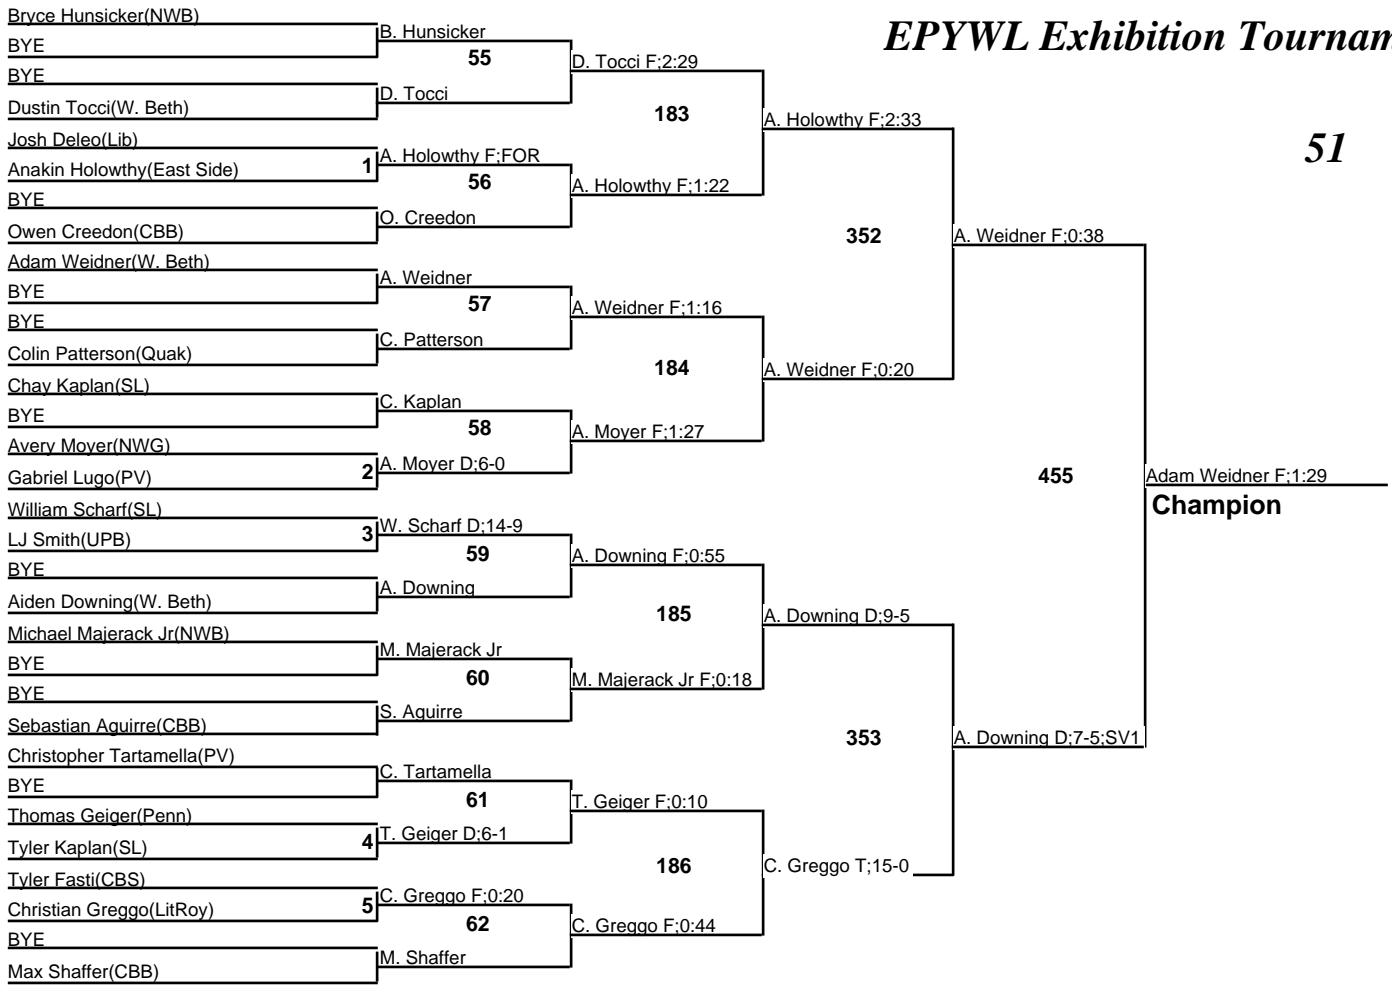 EPYWL Exhibition Tournam
51
Bryce Hunsicker(NWB)
BYE
BYE
Dustin Tocci(W. Beth)
Josh Deleo(Lib)
Anakin Holowthy(East Side)
BYE
Owen Creedon(CBB)
Adam Weidner(W. Beth)
BYE
BYE
Colin Patterson(Quak)
Chay Kaplan(SL)
BYE
Avery Moyer(NWG)
Gabriel Lugo(PV)
William Scharf(SL)
LJ Smith(UPB)
BYE
Aiden Downing(W. Beth)
Michael Majerack Jr(NWB)
BYE
BYE
Sebastian Aguirre(CBB)
Christopher Tartamella(PV)
BYE
Thomas Geiger(Penn)
Tyler Kaplan(SL)
Tyler Fasti(CBS)
Christian Greggo(LitRoy)
BYE
Max Shaffer(CBB)
1
2
3
4
5
B. Hunsicker
55
D. Tocci
A. Holowthy F;FOR
56
O. Creedon
A. Weidner
57
C. Patterson
C. Kaplan
58
A. Moyer D;6-0
W. Scharf D;14-9
59
A. Downing
M. Majerack Jr
60
S. Aguirre
C. Tartamella
61
T. Geiger D;6-1
C. Greggo F;0:20
62
M. Shaffer
D. Tocci F;2:29
183
A. Holowthy F;1:22
A. Weidner F;1:16
184
A. Moyer F;1:27
A. Downing F;0:55
185
M. Majerack Jr F;0:18
T. Geiger F;0:10
186
C. Greggo F;0:44
A. Holowthy F;2:33
352
A. Weidner F;0:20
A. Downing D;9-5
353
C. Greggo T;15-0
A. Weidner F;0:38
455
A. Downing D;7-5;SV1
Adam Weidner F;1:29
Champion